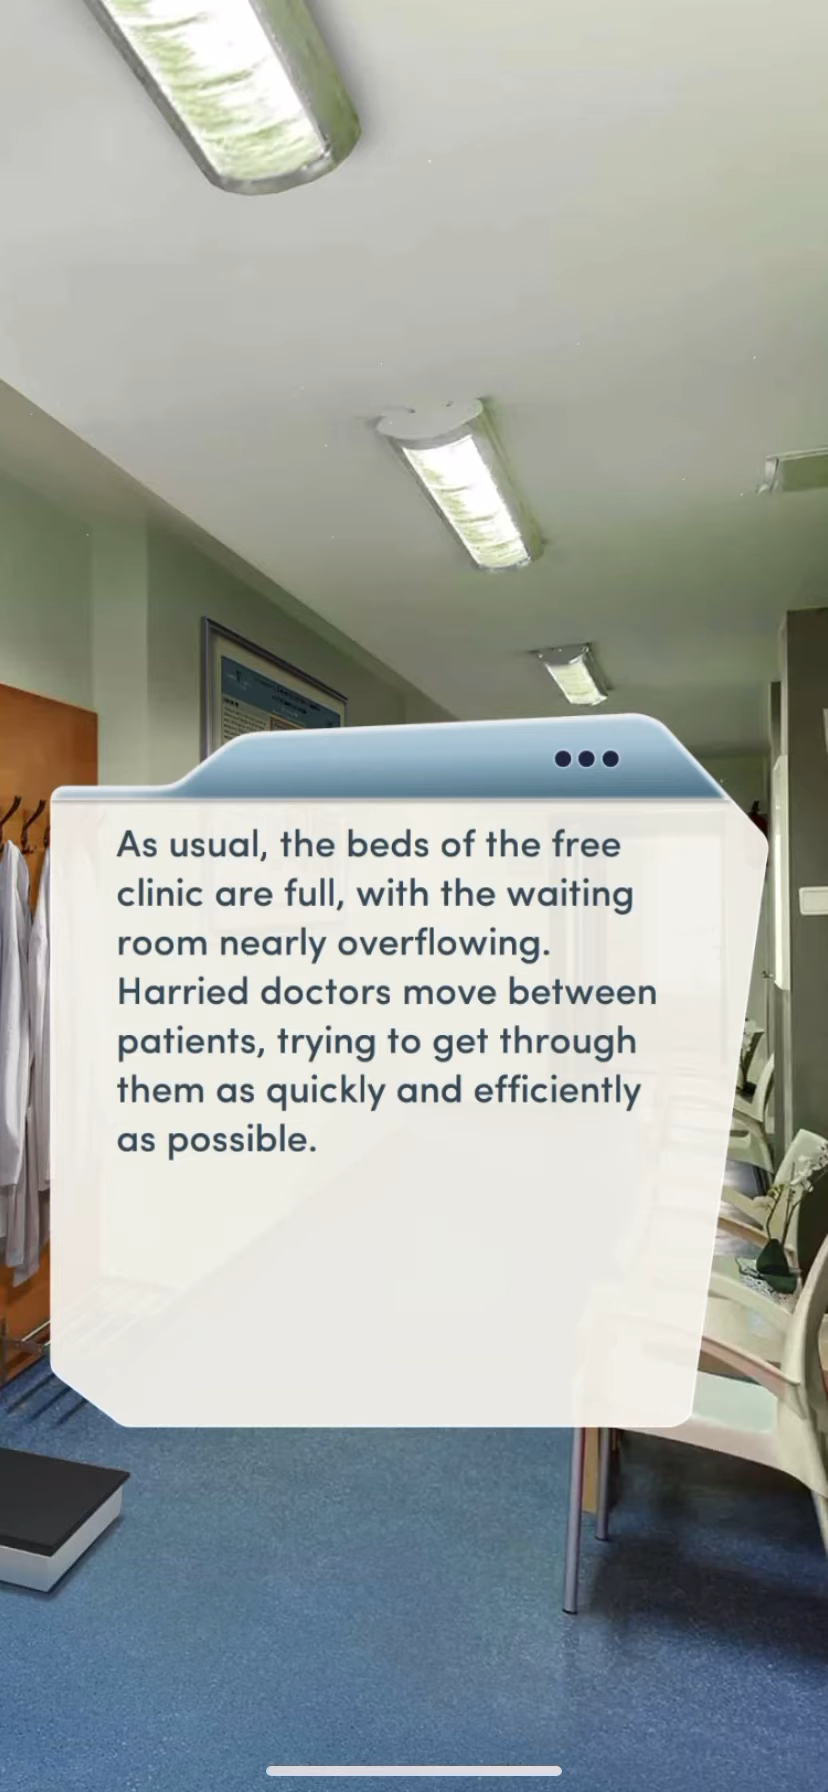 As usual, the beds of the free
clinic are full, with the waiting
room nearly overflowing.
Harried doctors move between
patients, trying to get through
them as quickly and efficiently
as possible.